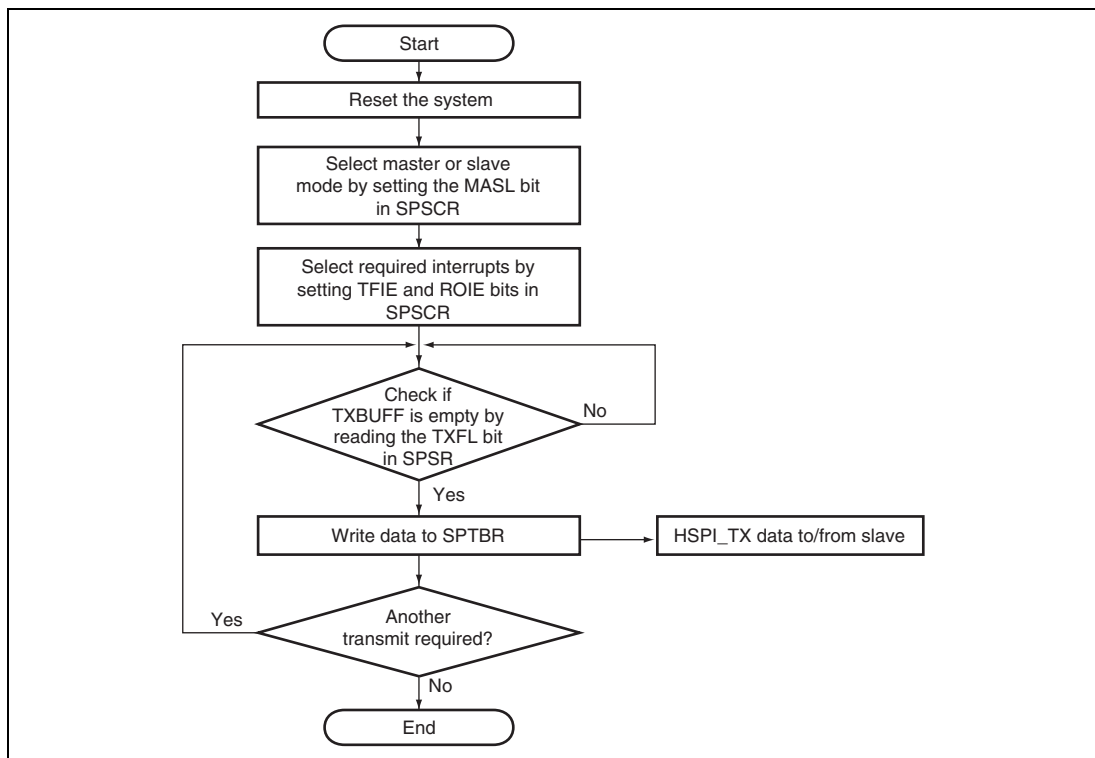 Start
Reset the system
Select master or slave
mode by setting the MASL bit
in SPSCR
Select required interrupts by
setting TFIE and ROIE bits in
SPSCR
Check if
TXBUFF is empty by
reading the TXFL bit
in SPSR
No
Yes
Write data to SPTBR
HSPI_TX data to/from slave
Yes
Another
transmit required?
No
End